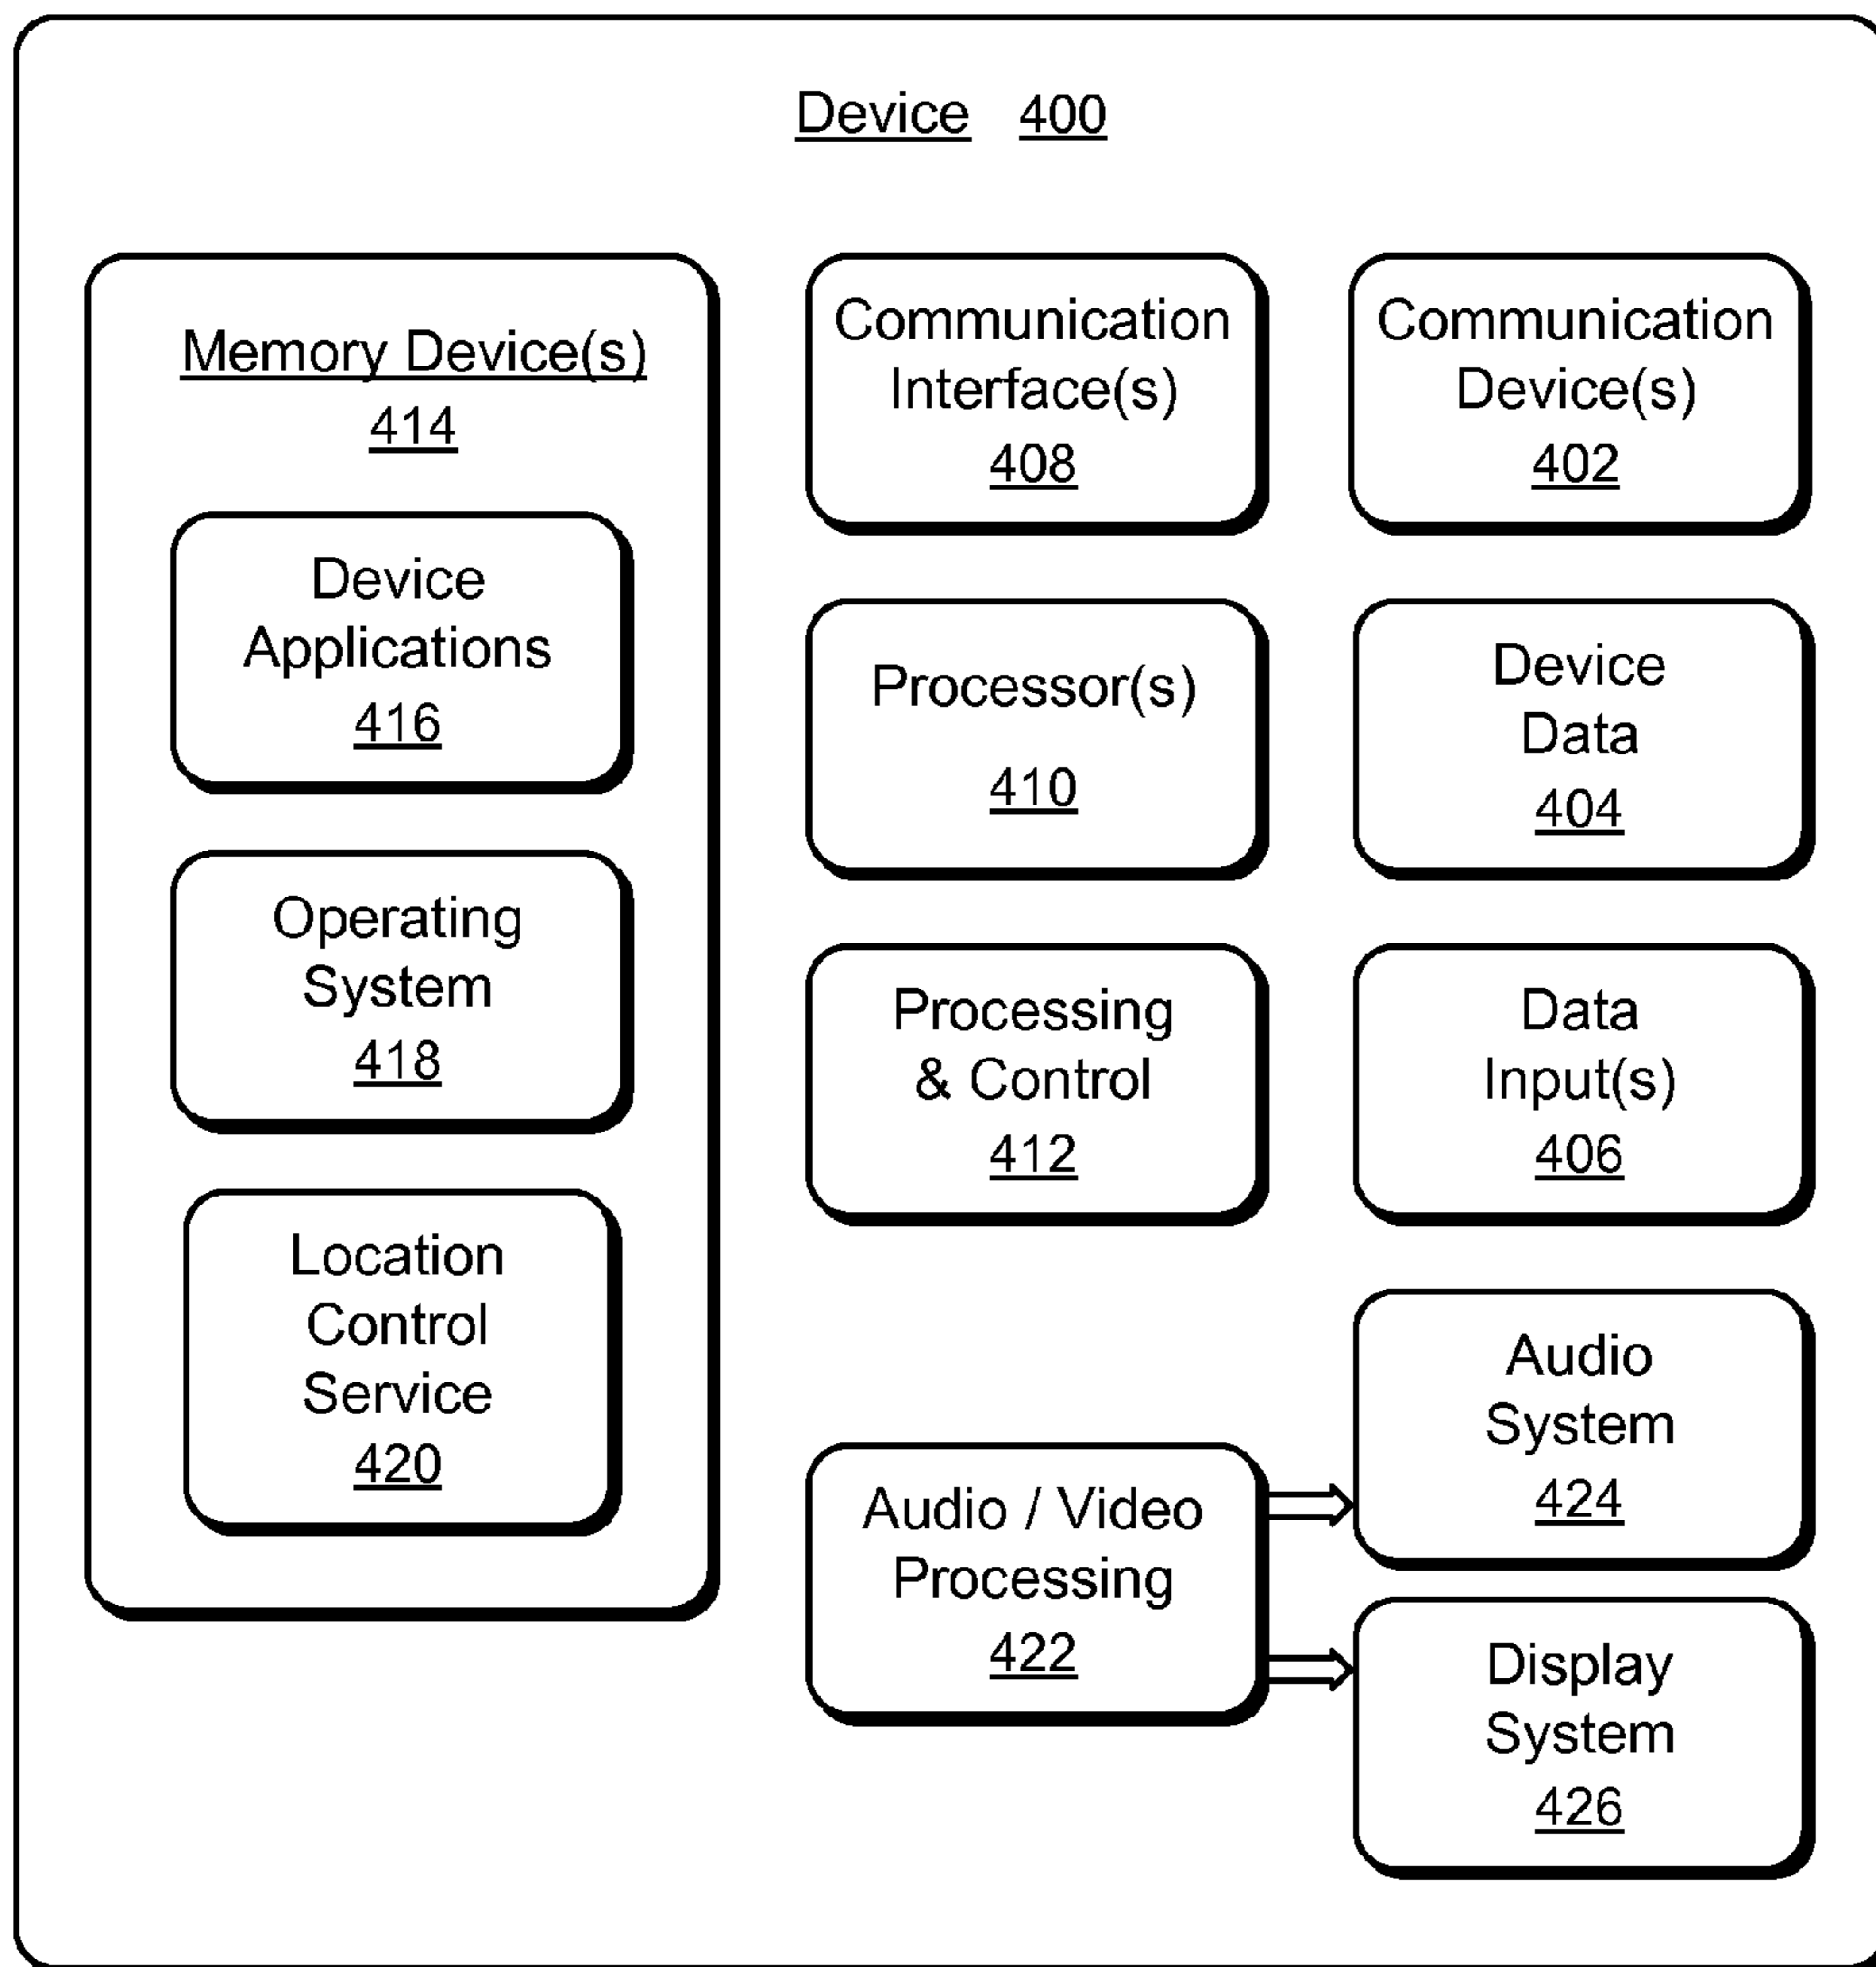 Device 400
Memory Device(s)
414
Device
Applications
416
Operating
System
418
Location
Control
Service
420
Communication
Interface(s)
408
Communication
Device(s)
402
Processor(s)
410
Device
Data
404
Processing
& Control
412
Data
Input(s)
406
Audio / Video
Processing
422
Audio
System
424
Display
System
426